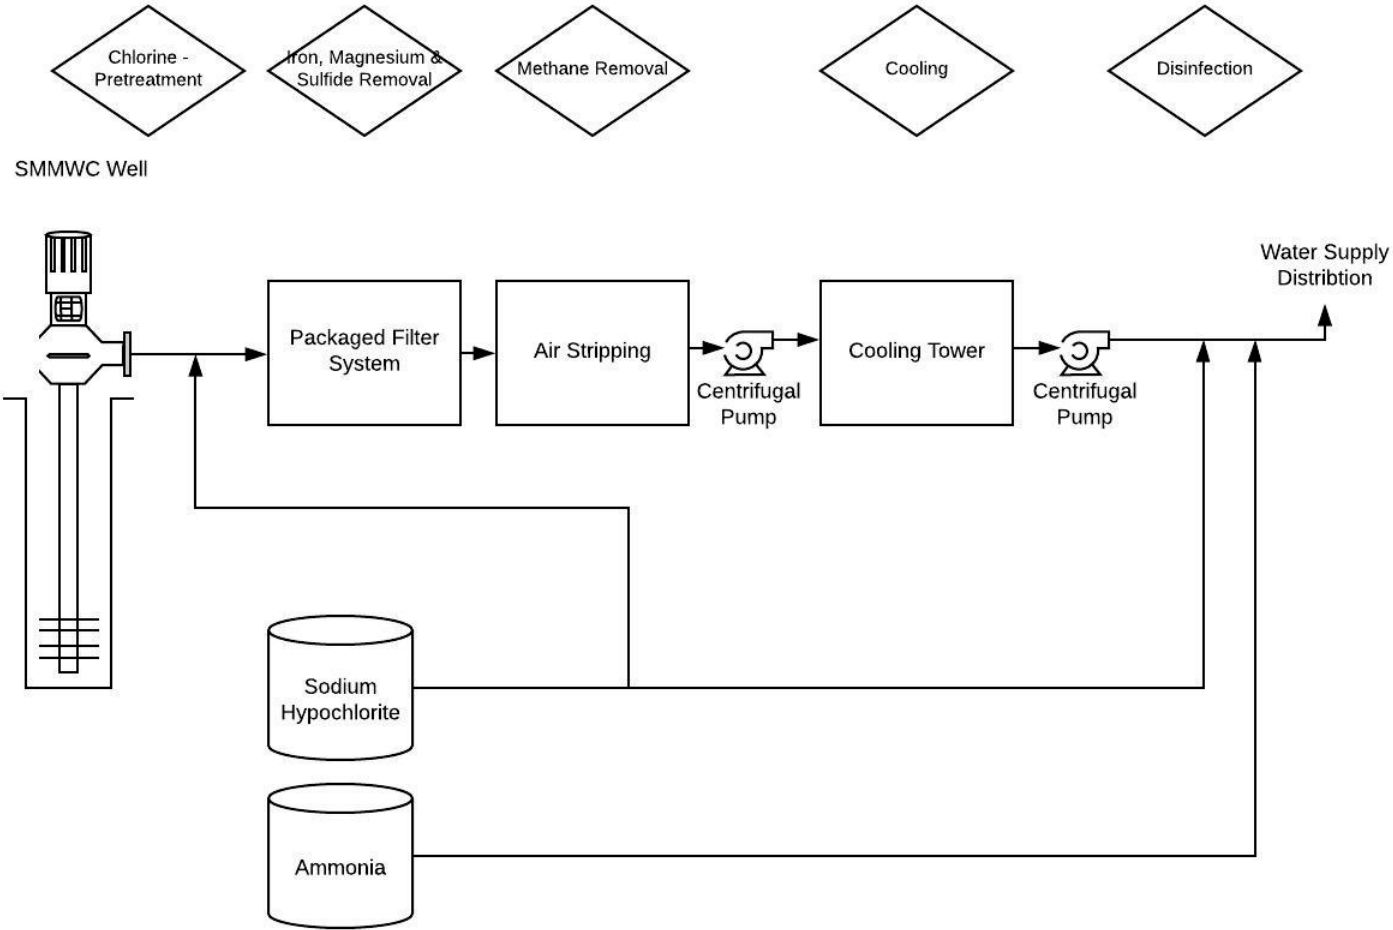 Chlorine -
Pretreatment
Iron, Magnesium &
Sulfide Removal
Methane Removal
Cooling
Disinfection
SMMWC Well
Water Supply
Distribtion
Packaged Filter
System
Air Stripping
Centrifugal
Pump
Cooling Tower
Centrifugal
Pump
Sodium
Hypochlorite
Ammonia